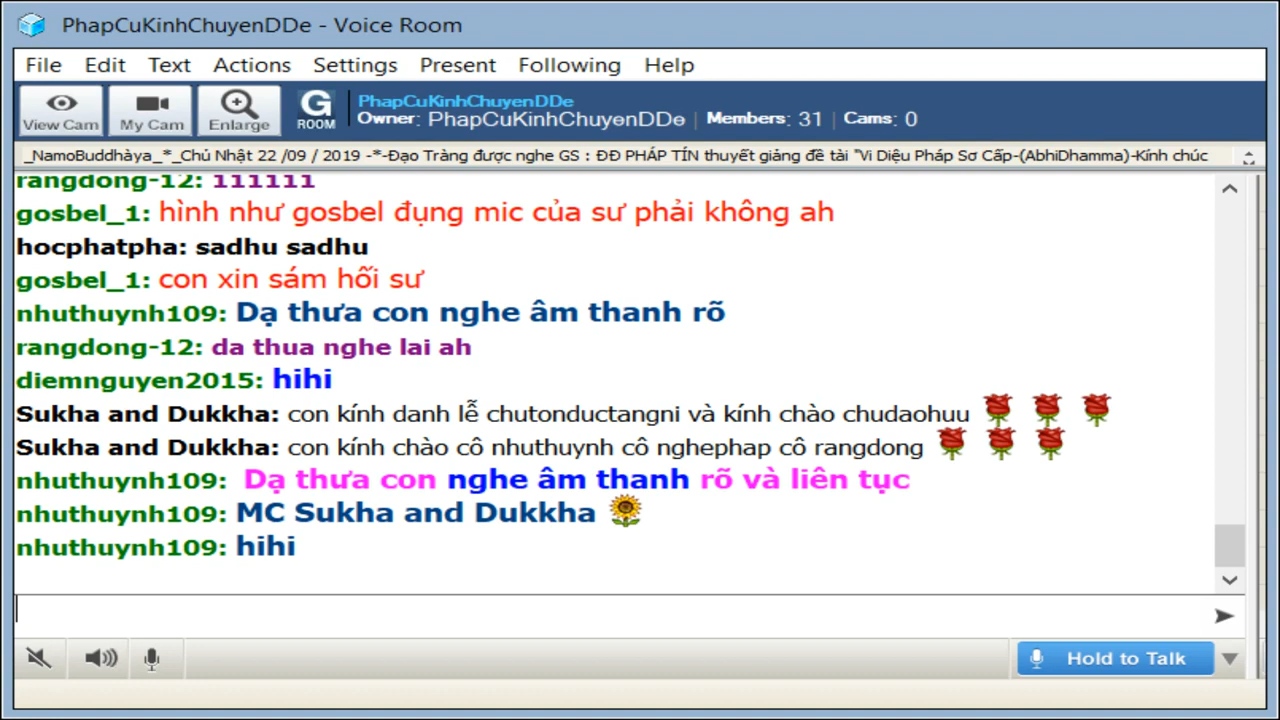 PhapCuKinhChuyenDDe - Voice Room
File Edit Text Actions Settings Present Following Help
View Cam My Cam Enlarge G ROOM PhapCuKinhChuyenDDe
Owner: PhapCuKinhChuyenDDe | Members: 31 | Cams: 0
_NamoBuddhàya_*_Chủ Nhật 22 /09 / 2019 -*-Đạo Tràng được nghe GS : ĐĐ PHÁP TÍN thuyết giảng đề tài "Vi Diệu Pháp Sơ Cấp-(AbhiDhamma)-Kính chúc
rangdong-12: 111111
gosbel_1: hình như gosbel đụng mic của sư phải không ah
hocphatpha: sadhu sadhu
gosbel_1: con xin sám hối sư
nhuthuynh109: Dạ thưa con nghe âm thanh rõ
rangdong-12: da thua nghe lai ah
diemnguyen2015: hihi
Sukha and Dukkha: con kính danh lễ chutonductangni và kính chào chudaohuu
Sukha and Dukkha: con kính chào cô nhuthuynh cô nghephap cô rangdong
nhuthuynh109: Dạ thưa con nghe âm thanh rõ và liên tục
nhuthuynh109: MC Sukha and Dukkha
nhuthuynh109: hihi
Hold to Talk